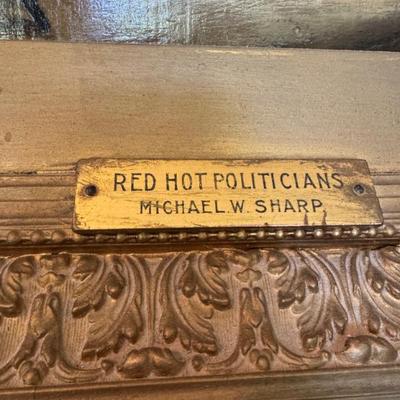 RED HOT POLITICIANS
MICHAEL.W. SHARP.